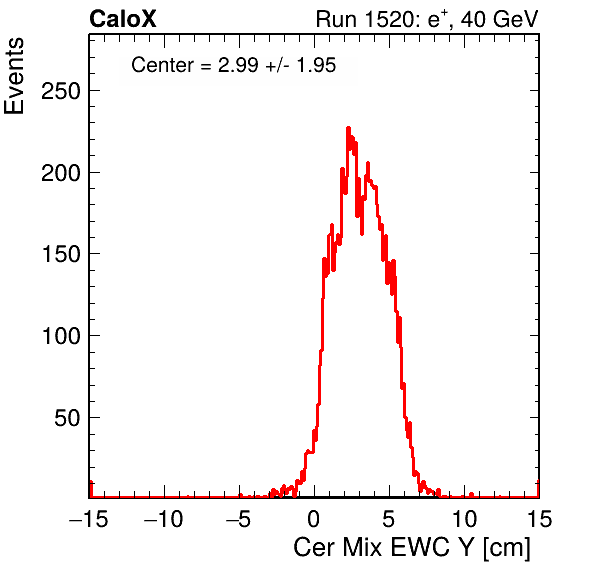 CaloX Run 1520: e⁺, 40 GeV
Center = 2.99 +/- 1.95
Events
250
200
150
100
50
−15 −10 −5 0 5 10 15
Cer Mix EWC Y [cm]